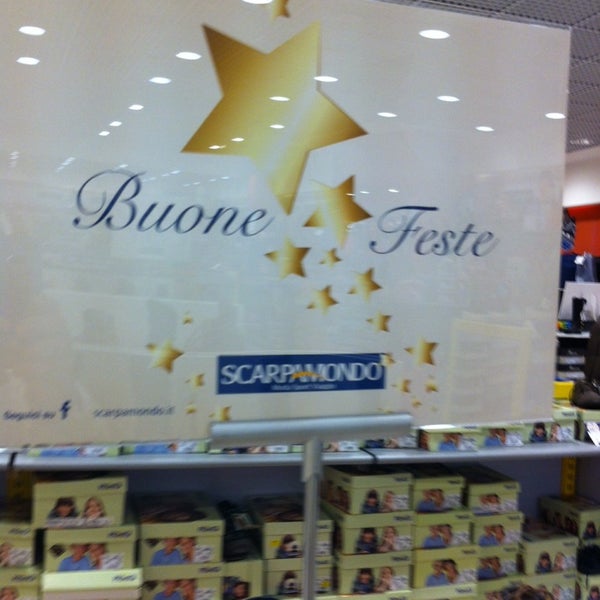 Buone Feste
SCARPAMONDO
Seguici su f scarpamondo.it